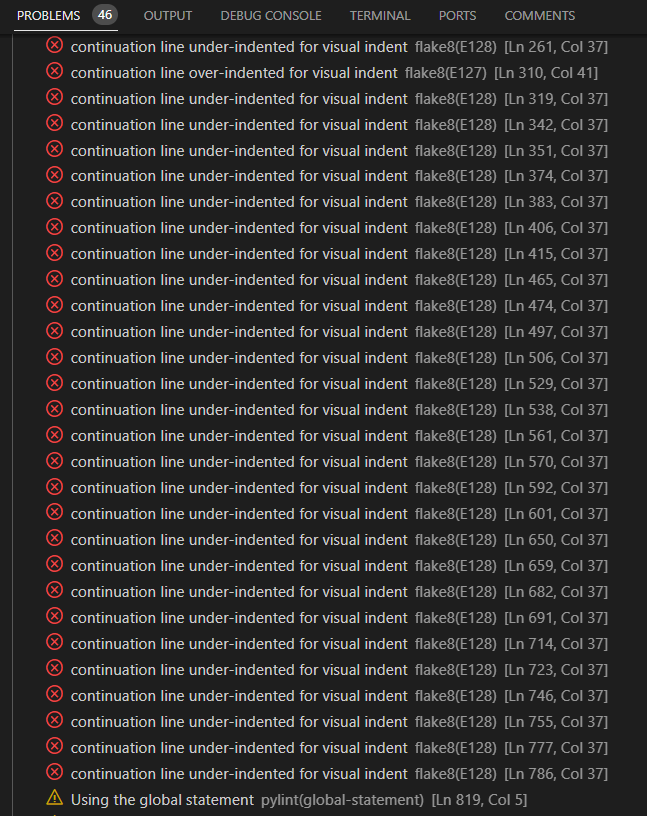 PROBLEMS 46 OUTPUT DEBUG CONSOLE TERMINAL PORTS COMMENTS
continuation line under-indented for visual indent flake8(E128) [Ln 261, Col 37]
continuation line over-indented for visual indent flake8(E127) [Ln 310, Col 41]
continuation line under-indented for visual indent flake8(E128) [Ln 319, Col 37]
continuation line under-indented for visual indent flake8(E128) [Ln 342, Col 37]
continuation line under-indented for visual indent flake8(E128) [Ln 351, Col 37]
continuation line under-indented for visual indent flake8(E128) [Ln 374, Col 37]
continuation line under-indented for visual indent flake8(E128) [Ln 383, Col 37]
continuation line under-indented for visual indent flake8(E128) [Ln 406, Col 37]
continuation line under-indented for visual indent flake8(E128) [Ln 415, Col 37]
continuation line under-indented for visual indent flake8(E128) [Ln 465, Col 37]
continuation line under-indented for visual indent flake8(E128) [Ln 474, Col 37]
continuation line under-indented for visual indent flake8(E128) [Ln 497, Col 37]
continuation line under-indented for visual indent flake8(E128) [Ln 506, Col 37]
continuation line under-indented for visual indent flake8(E128) [Ln 529, Col 37]
continuation line under-indented for visual indent flake8(E128) [Ln 538, Col 37]
continuation line under-indented for visual indent flake8(E128) [Ln 561, Col 37]
continuation line under-indented for visual indent flake8(E128) [Ln 570, Col 37]
continuation line under-indented for visual indent flake8(E128) [Ln 592, Col 37]
continuation line under-indented for visual indent flake8(E128) [Ln 601, Col 37]
continuation line under-indented for visual indent flake8(E128) [Ln 650, Col 37]
continuation line under-indented for visual indent flake8(E128) [Ln 659, Col 37]
continuation line under-indented for visual indent flake8(E128) [Ln 682, Col 37]
continuation line under-indented for visual indent flake8(E128) [Ln 691, Col 37]
continuation line under-indented for visual indent flake8(E128) [Ln 714, Col 37]
continuation line under-indented for visual indent flake8(E128) [Ln 723, Col 37]
continuation line under-indented for visual indent flake8(E128) [Ln 746, Col 37]
continuation line under-indented for visual indent flake8(E128) [Ln 755, Col 37]
continuation line under-indented for visual indent flake8(E128) [Ln 777, Col 37]
continuation line under-indented for visual indent flake8(E128) [Ln 786, Col 37]
Using the global statement pylint(global-statement) [Ln 819, Col 5]